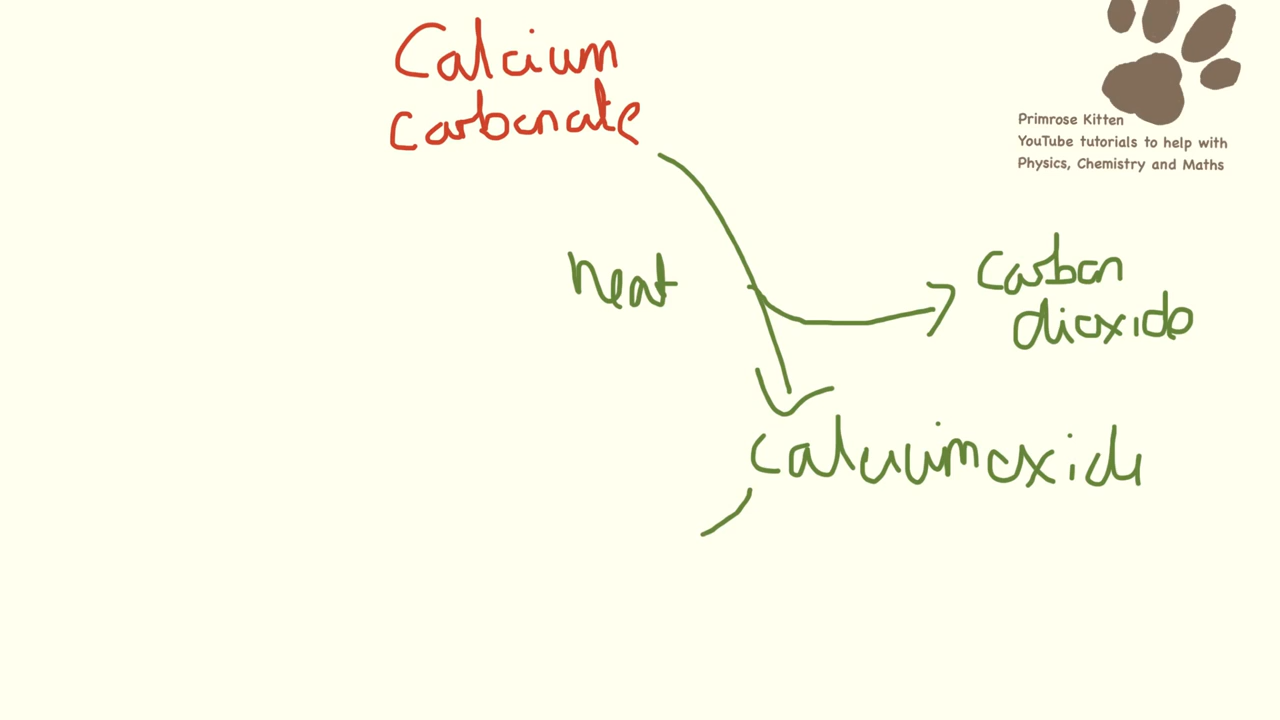 Calcium
carbonate
Primrose Kitten
YouTube tutorials to help with
Physics, Chemistry and Maths
heat
carbon
dioxide
calcium oxide